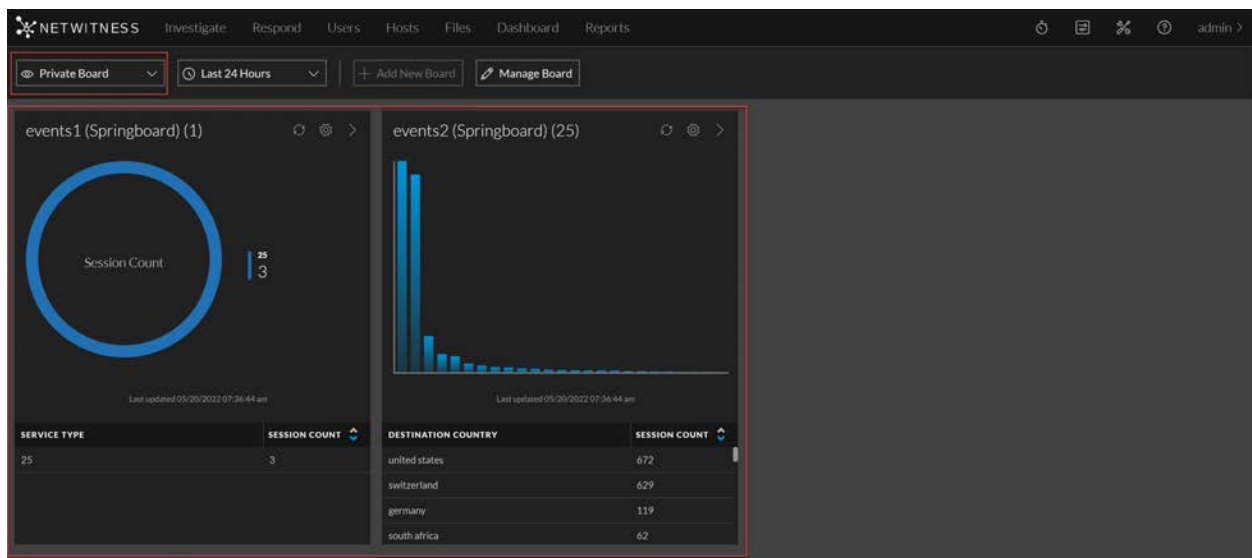 NETWITNESS Investigate Respond Users Hosts Files Dashboard Reports admin >
Private Board Last 24 Hours Add New Board Manage Board
events1 (Springboard) (1)
Session Count
25
3
Last updated 05/20/2022 07:36:44 am
SERVICE TYPE SESSION COUNT
25 3
events2 (Springboard) (25)
Last updated 05/20/2022 07:36:44 am
DESTINATION COUNTRY SESSION COUNT
united states 672
switzerland 629
germany 119
south africa 62